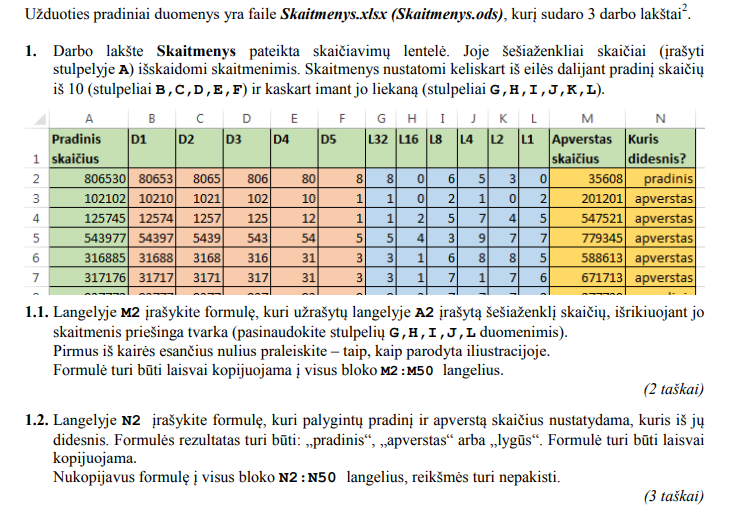 Užduoties pradiniai duomenys yra faile Skaitmenys.xlsx (Skaitmenys.ods), kurį sudaro 3 darbo lakštai².
1. Darbo lakšte Skaitmenys pateikta skaičiavimų lentelė. Joje šešiaženkliai skaičiai (įrašyti
stulpelyje A) išskaidomi skaitmenimis. Skaitmenys nustatomi keliskart iš eilės dalijant pradinį skaičių
iš 10 (stulpeliai B,C,D,E,F) ir kaskart imant jo liekaną (stulpeliai G,H,I,J,K,L).
A B C D E F G H I J K L M N
Pradinis D1 D2 D3 D4 D5 L32 L16 L8 L4 L2 L1 Apverstas Kuris
1 skaičius skaičius didesnis?
2 806530 80653 8065 806 80 8 8 0 6 5 3 0 35608 pradinis
3 102102 10210 1021 102 10 1 1 0 2 1 0 2 201201 apverstas
4 125745 12574 1257 125 12 1 1 2 5 7 4 5 547521 apverstas
5 543977 54397 5439 543 54 5 5 4 3 9 7 7 779345 apverstas
6 316885 31688 3168 316 31 3 3 1 6 8 8 5 588613 apverstas
7 317176 31717 3171 317 31 3 3 1 7 1 7 6 671713 apverstas
1.1. Langelyje M2 įrašykite formulę, kuri užrašytų langelyje A2 įrašytą šešiaženklį skaičių, išrikiuojant jo
skaitmenis priešinga tvarka (pasinaudokite stulpelių G,H,I,J,L duomenimis).
Pirmus iš kairės esančius nulius praleiskite – taip, kaip parodyta iliustracijoje.
Formulė turi būti laisvai kopijuojama į visus bloko M2:M50 langelius.
(2 taškai)
1.2. Langelyje N2 įrašykite formulę, kuri palygintų pradinį ir apverstą skaičius nustatydama, kuris iš jų
didesnis. Formulės rezultatas turi būti: „pradinis“, „apverstas“ arba „lygūs“. Formulė turi būti laisvai
kopijuojama.
Nukopijavus formulę į visus bloko N2:N50 langelius, reikšmės turi nepakisti.
(3 taškai)